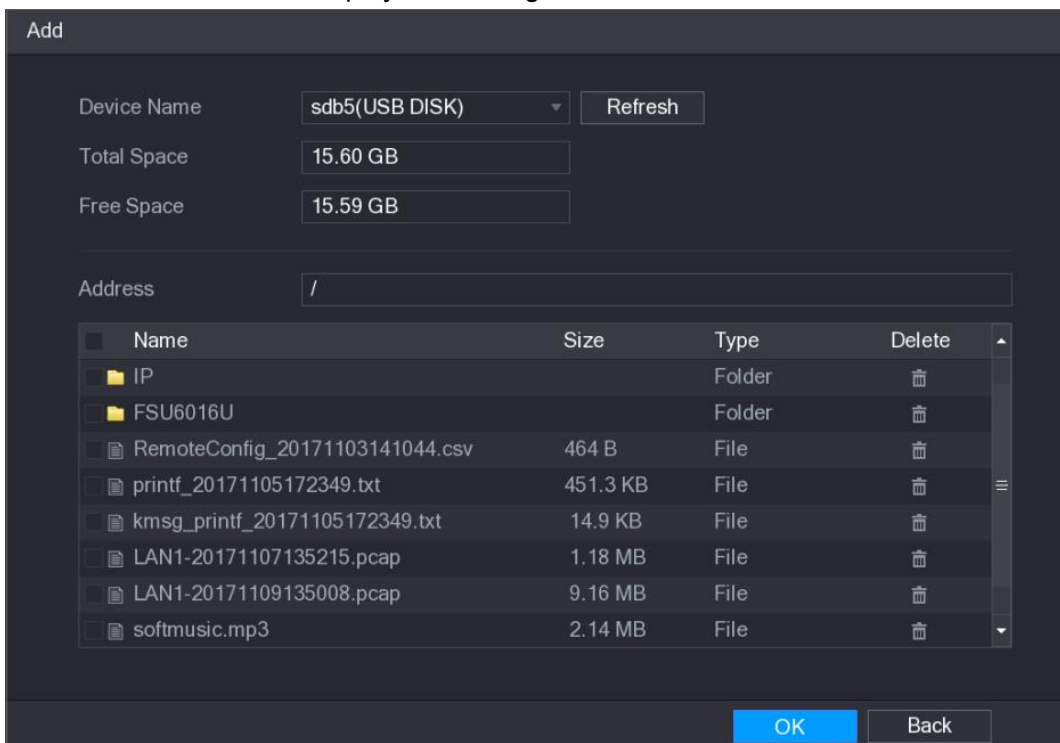 Add
Device Name sdb5(USB DISK) Refresh
Total Space 15.60 GB
Free Space 15.59 GB
Address /
Name Size Type Delete
IP Folder
FSU6016U Folder
RemoteConfig_20171103141044.csv 464 B File
printf_20171105172349.txt 451.3 KB File
kmsg_printf_20171105172349.txt 14.9 KB File
LAN1-20171107135215.pcap 1.18 MB File
LAN1-20171109135008.pcap 9.16 MB File
softmusic.mp3 2.14 MB File
OK Back